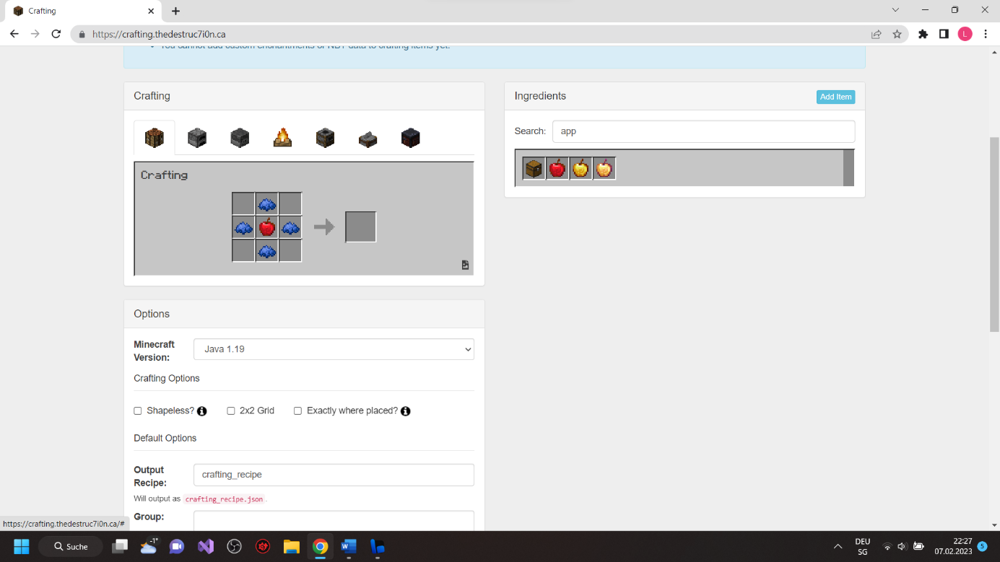 Crafting
https://crafting.thedestruc7i0n.ca
L
You cannot add custom enchantments or NBT data to crafting items yet.
Crafting
Crafting
Ingredients
Add Item
Search:
app
Options
Minecraft
Version:
Java 1.19
Crafting Options
Shapeless?
2x2 Grid
Exactly where placed?
Default Options
Output
Recipe:
crafting_recipe
Will output as crafting_recipe.json.
Group:
https://crafting.thedestruc7i0n.ca/#
Suche
-1°
DEU
SG
22:27
07.02.2023
5